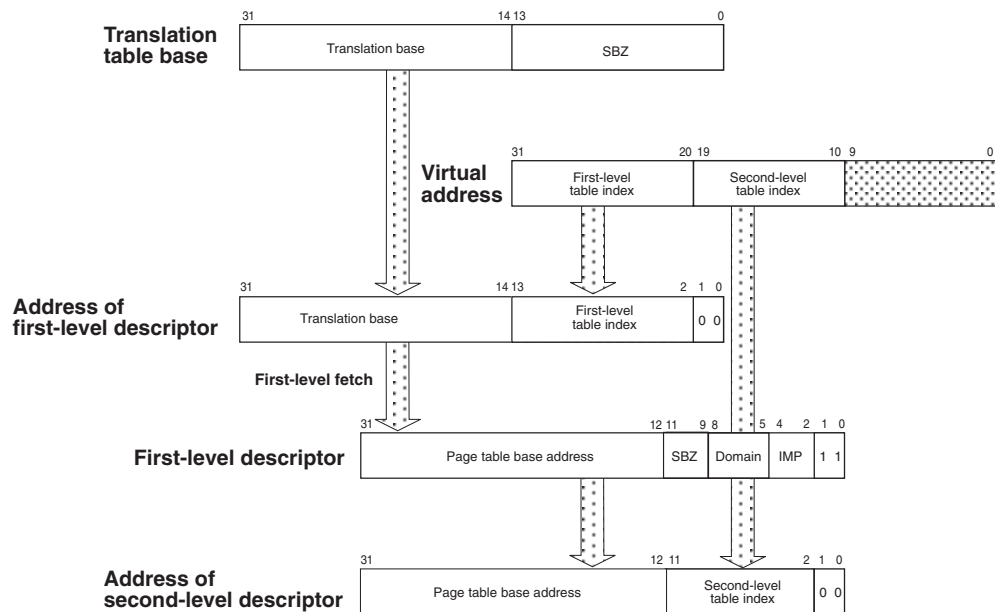 31 14 13 0
Translation
table base
Translation base
SBZ
31 20 19 10 9 0
Virtual
address
First-level
table index
Second-level
table index
31 14 13 2 1 0
Address of
first-level descriptor
Translation base
First-level
table index
0 0
First-level fetch
31 12 11 9 8 5 4 2 1 0
First-level descriptor
Page table base address
SBZ
Domain
IMP
1 1
31 12 11 2 1 0
Address of
second-level descriptor
Page table base address
Second-level
table index
0 0